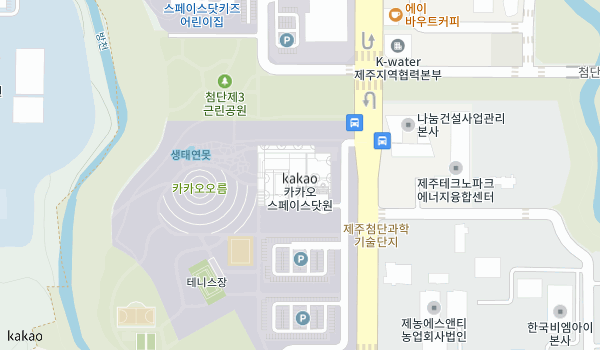 스페이스닷키즈
어린이집
에이
바우트커피
P
K-water
제주지역협력본부
첨단
방천
원
첨단제3
근린공원
나눔건설사업관리
본사
생태연못
kakao
카카오
스페이스닷원
카카오오름
제주테크노파크
에너지융합센터
제주첨단과학
기술단지
P
테니스장
P
제농에스앤티
농업회사법인
한국비엠아이
본사
kakao